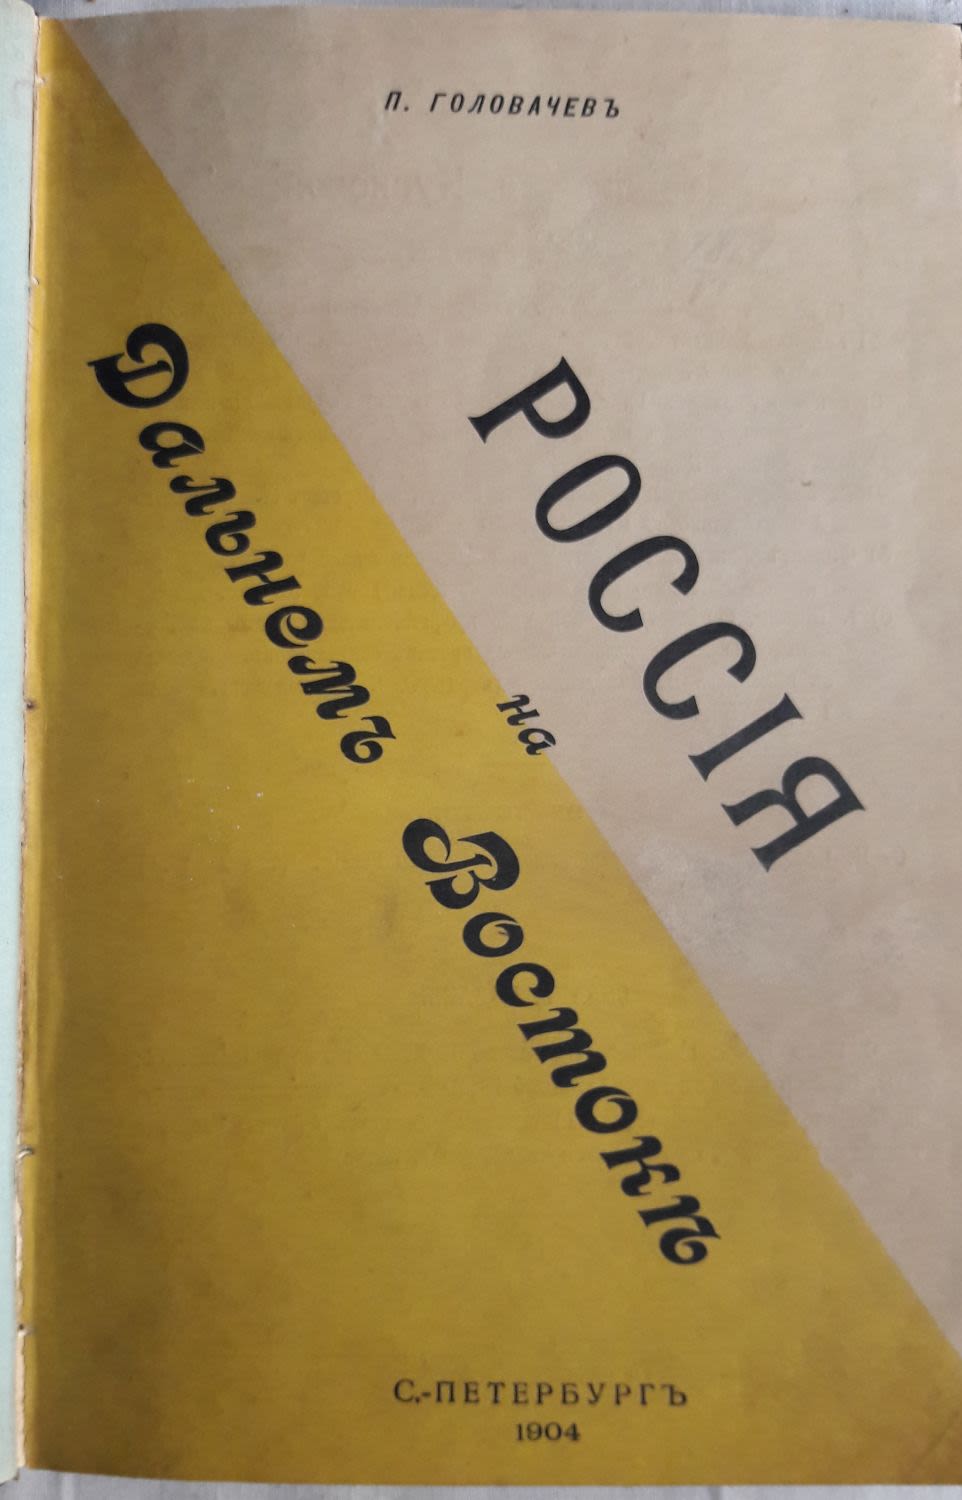 П. ГОЛОВАЧЕВЪ
РОССІЯ
на
Дальнемъ
Востокѣ
С.-ПЕТЕРБУРГЪ
1904